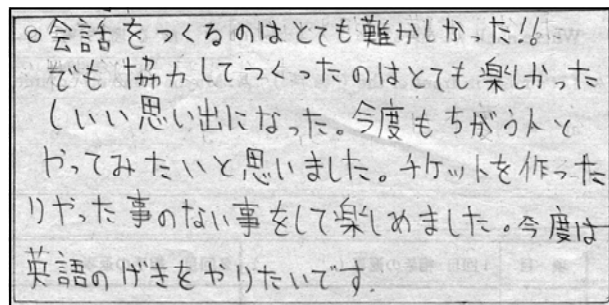 ○会話をつくるのはとても難かしかった!!
でも協力してつくったのはとても楽しかった
しいい思い出になった。今度もちがう人と
やってみたいと思いました。チケットを作った
りやった事のない事をして楽しめました。今度は
英語のげきをやりたいです.